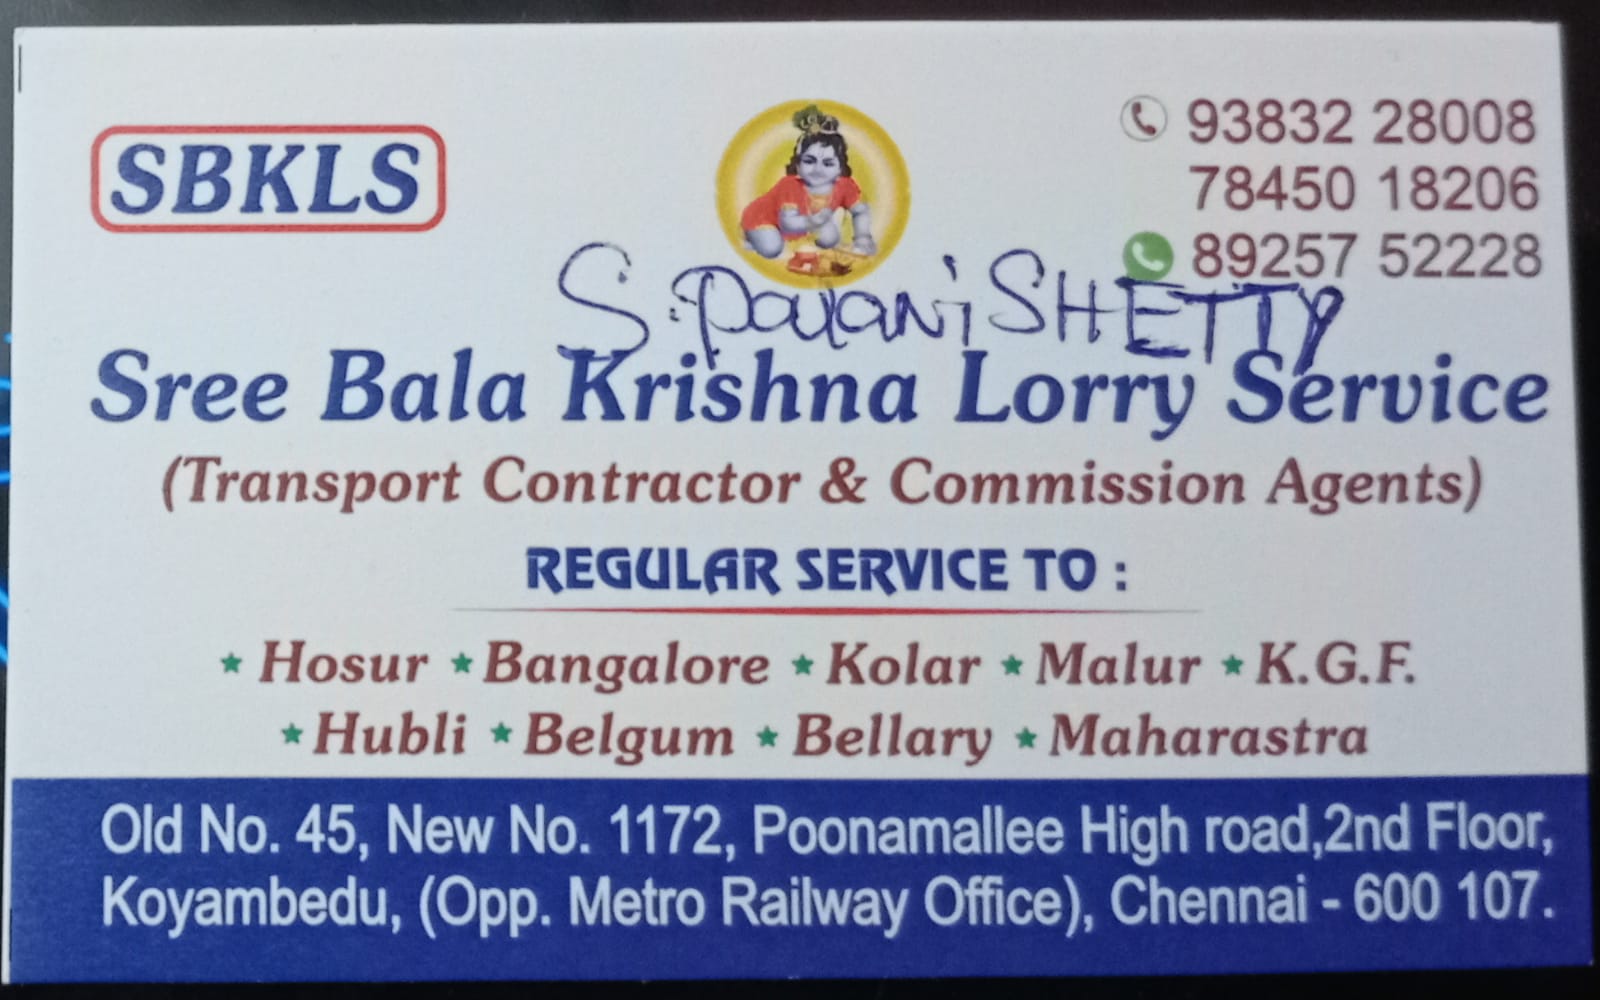 SBKLS
93832 28008
78450 18206
89257 52228
S. Palani SHETTY
Sree Bala Krishna Lorry Service
(Transport Contractor & Commission Agents)
REGULAR SERVICE TO :
★ Hosur ★ Bangalore ★ Kolar ★ Malur ★ K.G.F.
★ Hubli ★ Belgum ★ Bellary ★ Maharastra
Old No. 45, New No. 1172, Poonamallee High road,2nd Floor,
Koyambedu, (Opp. Metro Railway Office), Chennai - 600 107.